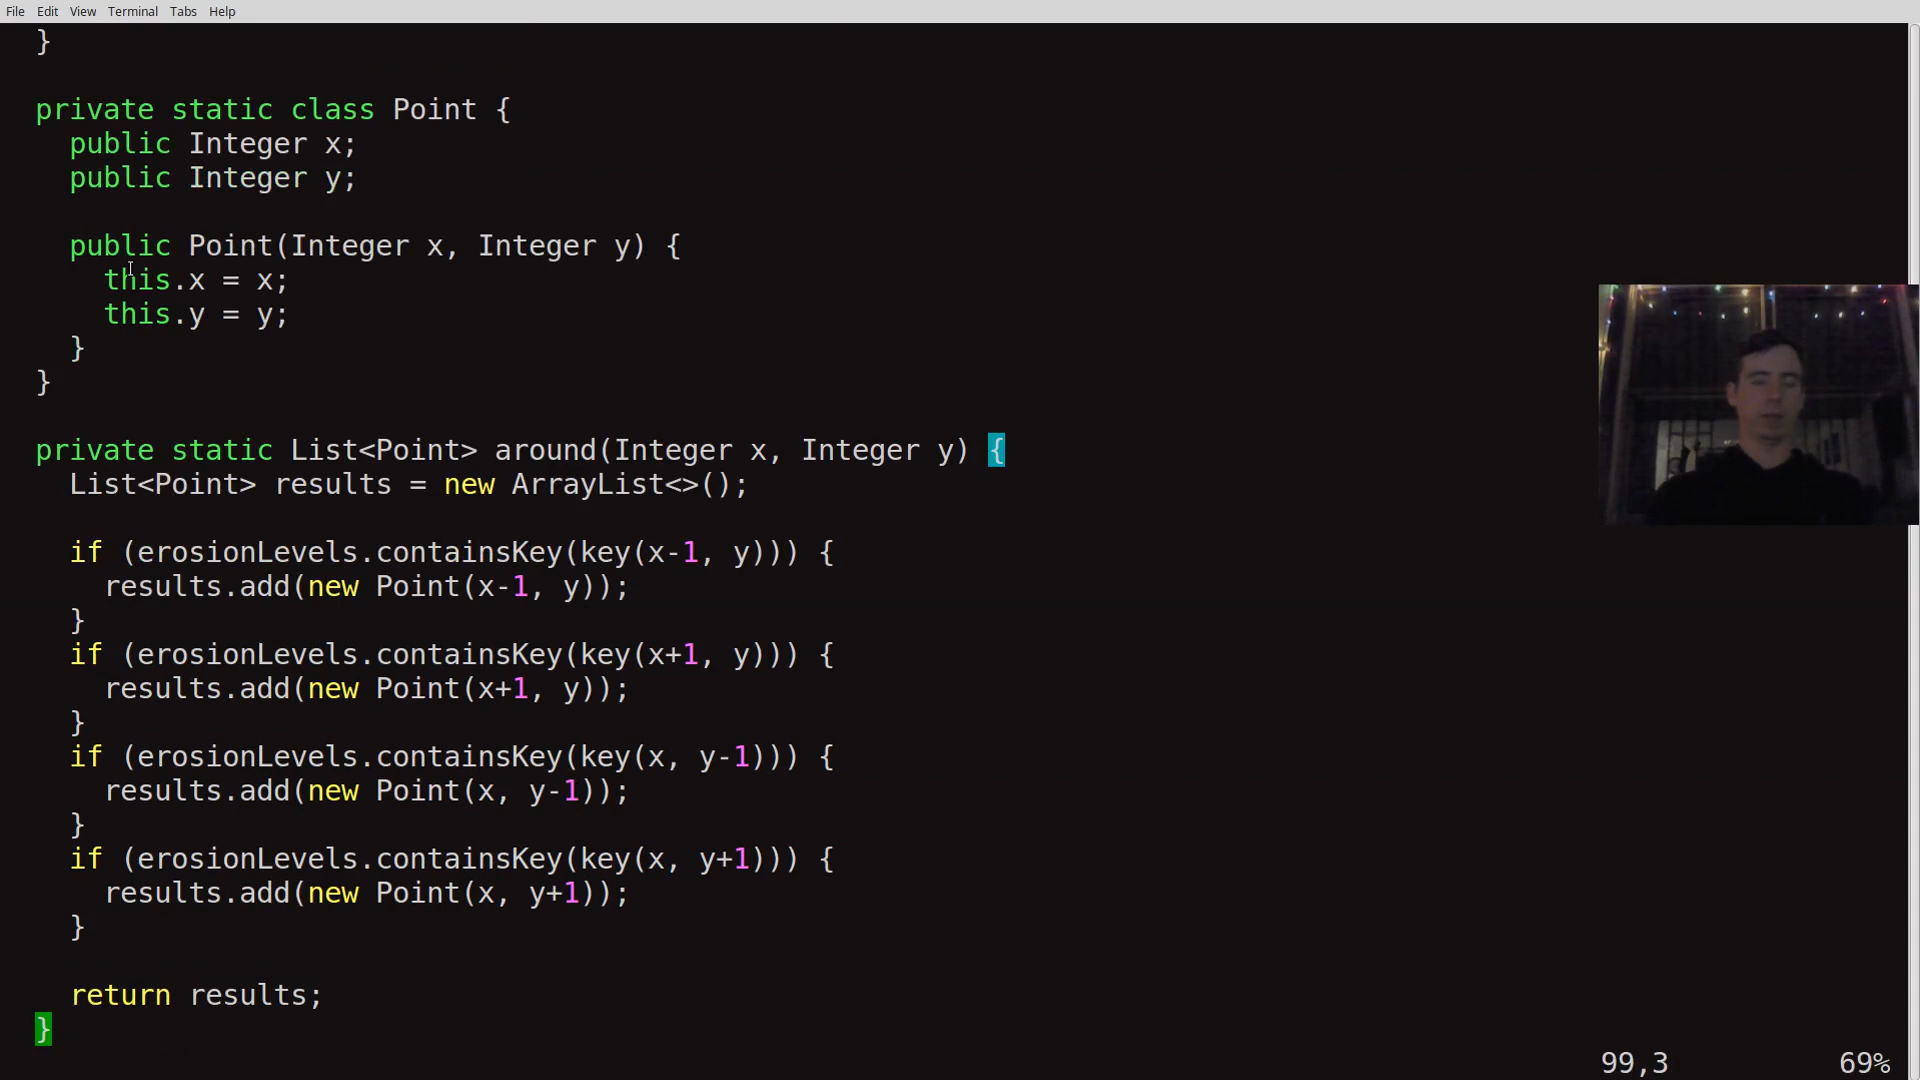 File Edit View Terminal Tabs Help
}
private static class Point {
public Integer x;
public Integer y;
public Point(Integer x, Integer y) {
this.x = x;
this.y = y;
}
}
private static List<Point> around(Integer x, Integer y) {
List<Point> results = new ArrayList<>();
if (erosionLevels.containsKey(key(x-1, y))) {
results.add(new Point(x-1, y));
}
if (erosionLevels.containsKey(key(x+1, y))) {
results.add(new Point(x+1, y));
}
if (erosionLevels.containsKey(key(x, y-1))) {
results.add(new Point(x, y-1));
}
if (erosionLevels.containsKey(key(x, y+1))) {
results.add(new Point(x, y+1));
}
return results;
}
99,3 69%